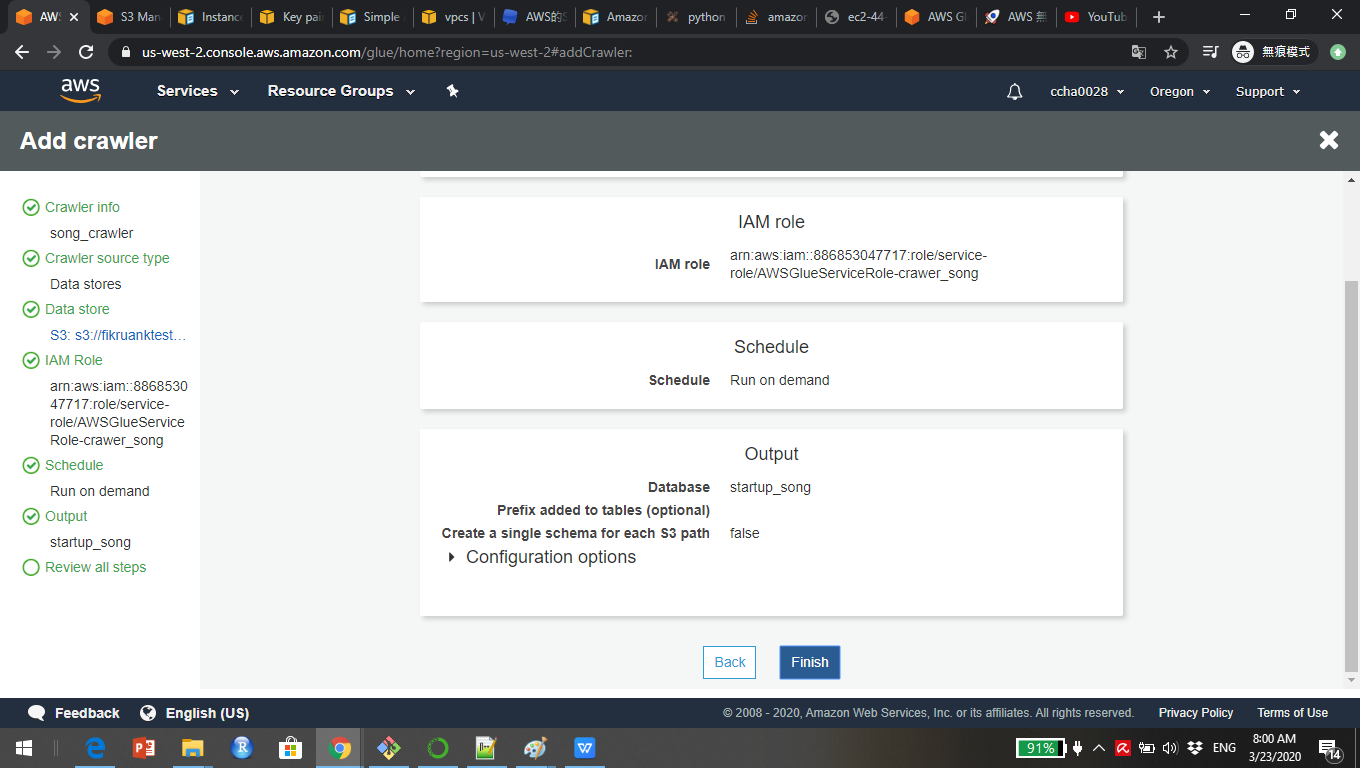 AWS
S3 Man
Instanc
Key pai
Simple
vpcs | V
AWS的S
Amazon
python
amazon
ec2-44-
AWS Gl
AWS 無
YouTub
us-west-2.console.aws.amazon.com/glue/home?region=us-west-2#addCrawler:
無痕模式
aws
Services
Resource Groups
ccha0028
Oregon
Support
Add crawler
Crawler info
song_crawler
Crawler source type
Data stores
Data store
S3: s3://fikruanktest…
IAM Role
arn:aws:iam::8868530
47717:role/service-
role/AWSGlueService
Role-crawer_song
Schedule
Run on demand
Output
startup_song
Review all steps
IAM role
IAM role
arn:aws:iam::886853047717:role/service-
role/AWSGlueServiceRole-crawer_song
Schedule
Schedule
Run on demand
Output
Database
startup_song
Prefix added to tables (optional)
Create a single schema for each S3 path
false
Configuration options
Back
Finish
Feedback
English (US)
© 2008 - 2020, Amazon Web Services, Inc. or its affiliates. All rights reserved.
Privacy Policy
Terms of Use
91%
ENG
8:00 AM
3/23/2020
14